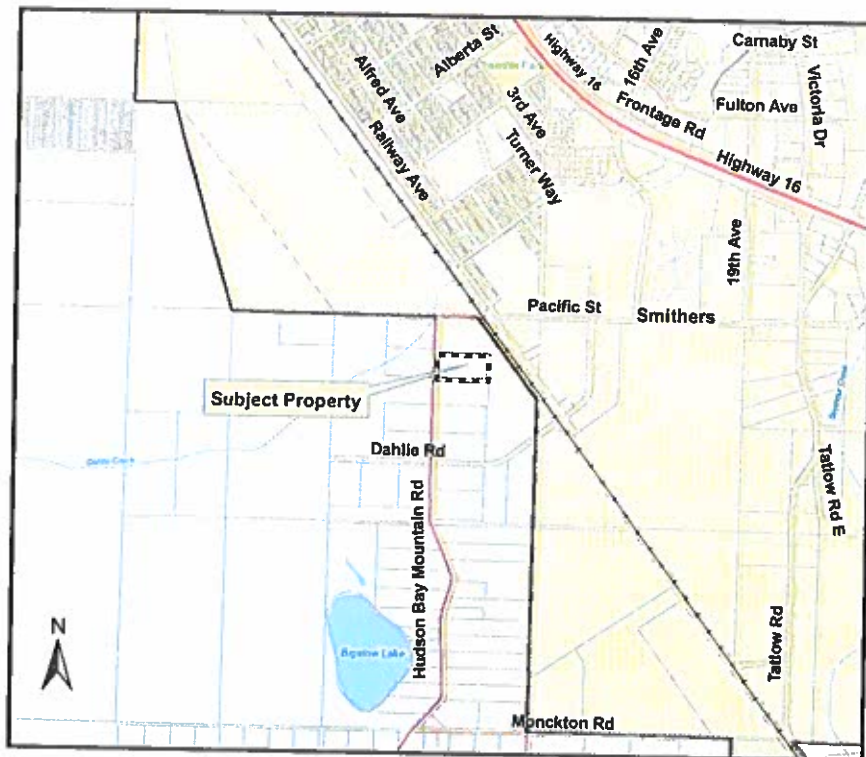 Carnaby St
Alberta St
16th Ave
Highway 16
Victoria Dr
Alfred Ave
3rd Ave
Frontage Rd
Fulton Ave
Railway Ave
Turner Way
Highway 16
19th Ave
Pacific St
Smithers
Subject Property
Dahlie Rd
Tatlow Rd E
Hudson Bay Mountain Rd
N
Bigelow Lake
Tatlow Rd
Monckton Rd